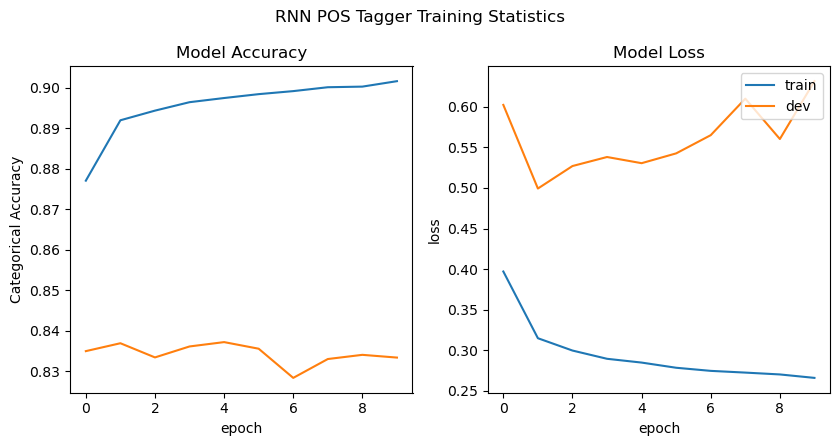 RNN POS Tagger Training Statistics
Model Accuracy
Categorical Accuracy
0.90
0.89
0.88
0.87
0.86
0.85
0.84
0.83
0 2 4 6 8
epoch
Model Loss
loss
0.60
0.55
0.50
0.45
0.40
0.35
0.30
0.25
0 2 4 6 8
epoch
train
dev